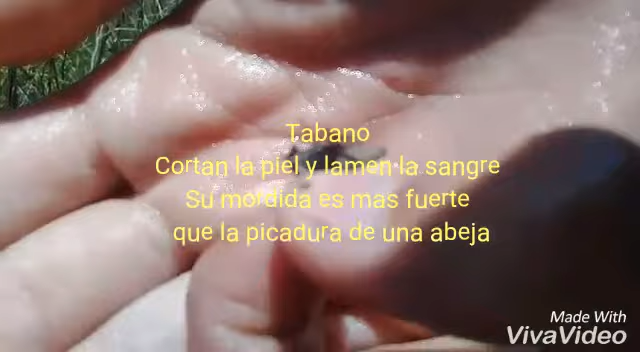 Tabano
Cortan la piel y lamen la sangre
Su mordida es mas fuerte
que la picadura de una abeja
Made With
VivaVideo